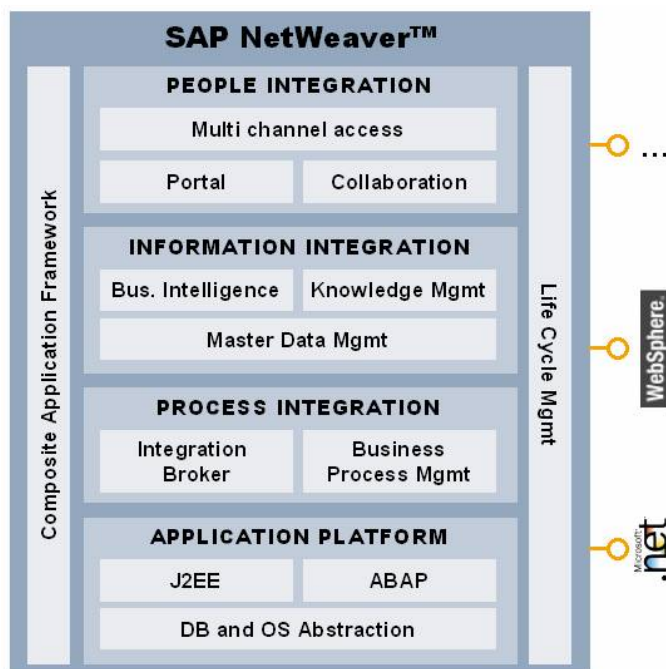 SAP NetWeaver™
Composite Application Framework
PEOPLE INTEGRATION
Multi channel access
Portal
Collaboration
INFORMATION INTEGRATION
Bus. Intelligence
Knowledge Mgmt
Master Data Mgmt
PROCESS INTEGRATION
Integration
Broker
Business
Process Mgmt
APPLICATION PLATFORM
J2EE
ABAP
DB and OS Abstraction
Life Cycle Mgmt
...
WebSphere.
Microsoft
.net